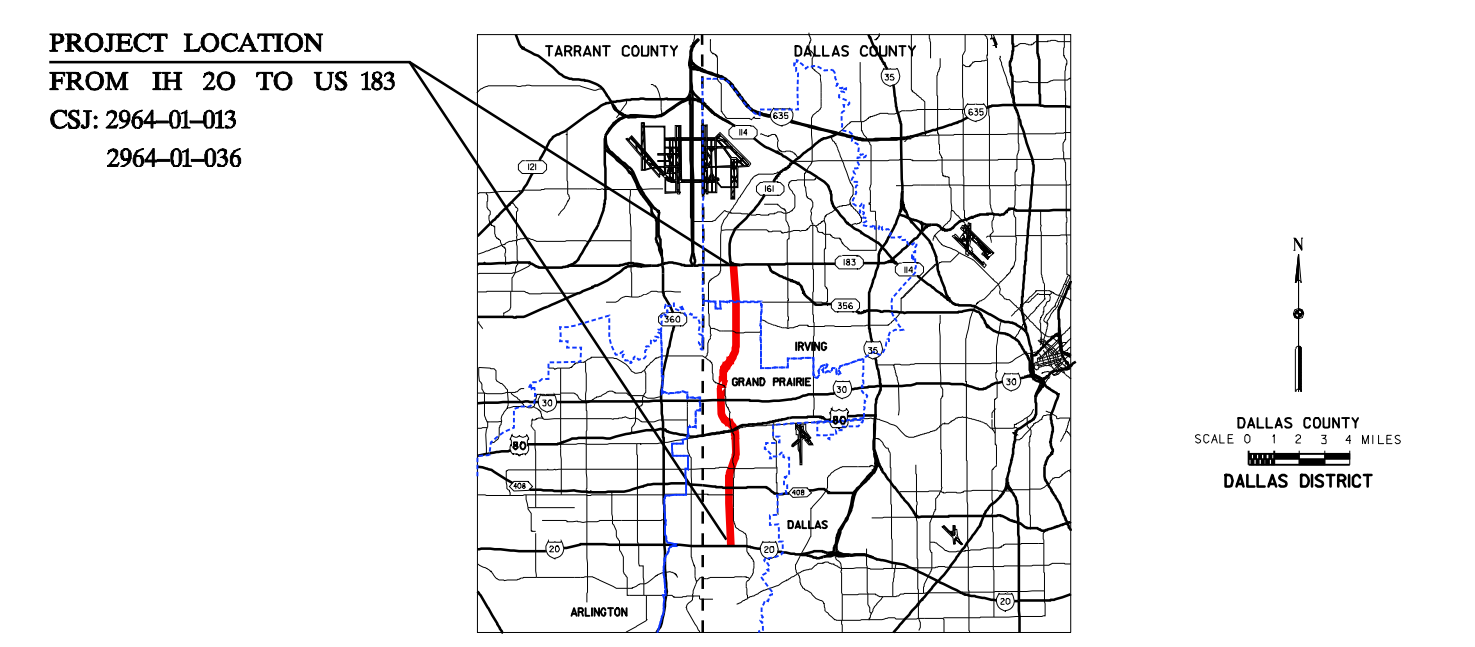 PROJECT LOCATION
FROM IH 2O TO US 183
CSJ: 2964–01–013
2964–01–036
TARRANT COUNTY
DALLAS COUNTY
35
635
635
114
121
161
183
114
356
360
35
IRVING
GRAND PRAIRIE
30
30
30
80
80
408
408
DALLAS
20
20
20
ARLINGTON
N
DALLAS COUNTY
SCALE 0 1 2 3 4 MILES
DALLAS DISTRICT